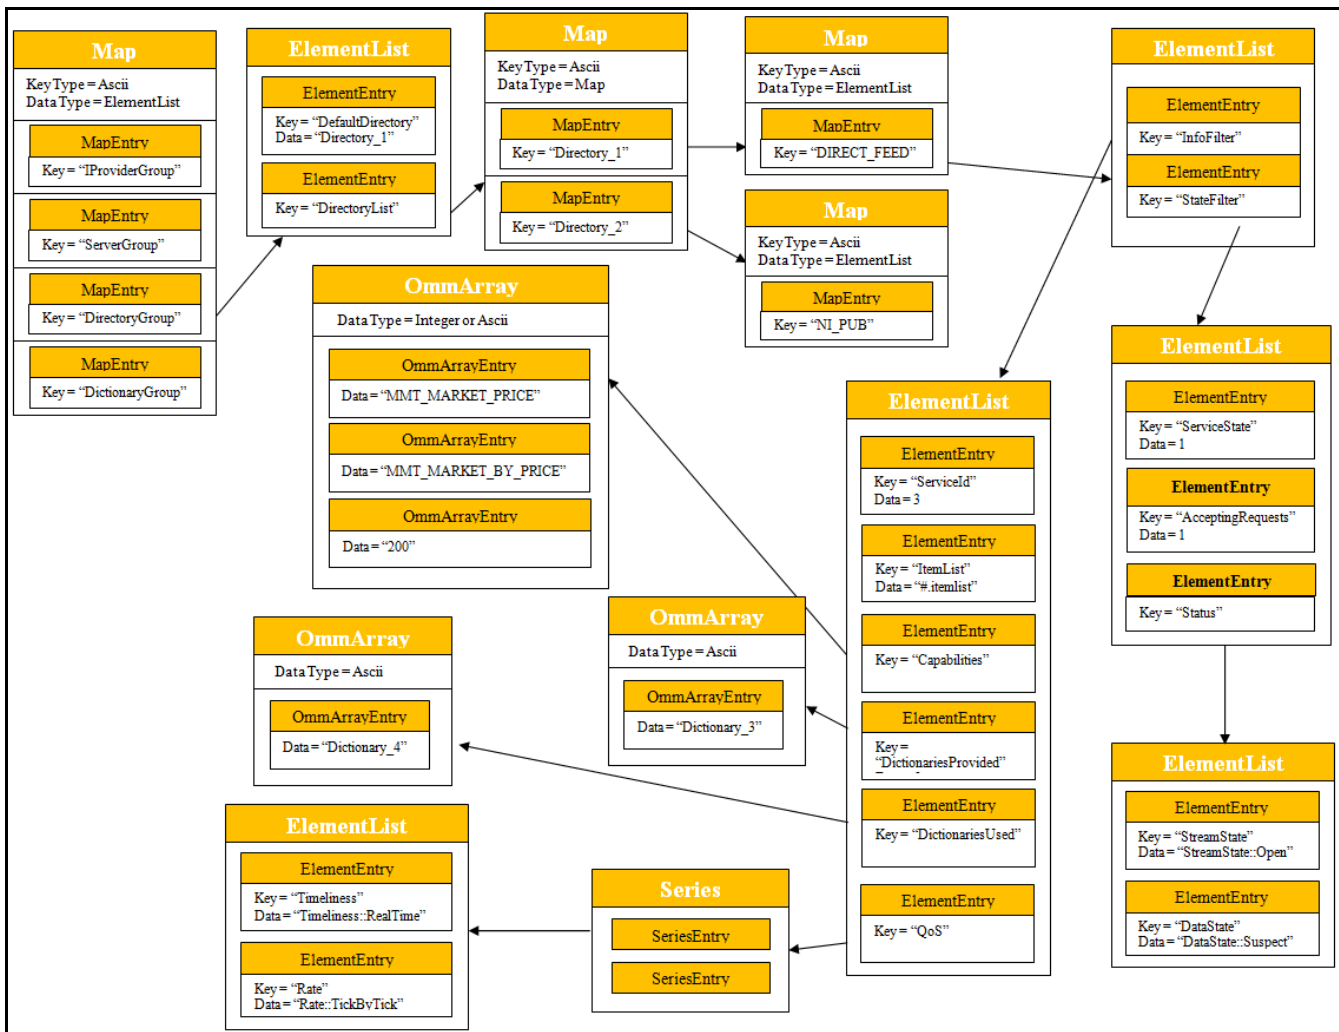 Map
KeyType = Ascii
DataType = ElementList
MapEntry
Key = “IProviderGroup”
MapEntry
Key = “ServerGroup”
MapEntry
Key = “DirectoryGroup”
MapEntry
Key = “DictionaryGroup”
ElementList
ElementEntry
Key = “DefaultDirectory”
Data = “Directory_1”
ElementEntry
Key = “DirectoryList”
Map
KeyType = Ascii
DataType = Map
MapEntry
Key = “Directory_1”
MapEntry
Key = “Directory_2”
Map
KeyType = Ascii
DataType = ElementList
MapEntry
Key = “DIRECT_FEED”
Map
KeyType = Ascii
DataType = ElementList
MapEntry
Key = “NI_PUB”
ElementList
ElementEntry
Key = “InfoFilter”
ElementEntry
Key = “StateFilter”
OmmArray
DataType = Integer or Ascii
OmmArrayEntry
Data = “MMT_MARKET_PRICE”
OmmArrayEntry
Data = “MMT_MARKET_BY_PRICE”
OmmArrayEntry
Data = “200”
ElementList
ElementEntry
Key = “ServiceId”
Data = 3
ElementEntry
Key = “ItemList”
Data = “#.itemlist”
ElementEntry
Key = “Capabilities”
ElementEntry
Key =
“DictionariesProvided”
ElementEntry
Key = “DictionariesUsed”
ElementEntry
Key = “QoS”
ElementList
ElementEntry
Key = “ServiceState”
Data = 1
ElementEntry
Key = “AcceptingRequests”
Data = 1
ElementEntry
Key = “Status”
OmmArray
DataType = Ascii
OmmArrayEntry
Data = “Dictionary_3”
OmmArray
DataType = Ascii
OmmArrayEntry
Data = “Dictionary_4”
ElementList
ElementEntry
Key = “StreamState”
Data = “StreamState::Open”
ElementEntry
Key = “DataState”
Data = “DataState::Suspect”
ElementList
ElementEntry
Key = “Timeliness”
Data = “Timeliness::RealTime”
ElementEntry
Key = “Rate”
Data = “Rate::TickByTick”
Series
SeriesEntry
SeriesEntry